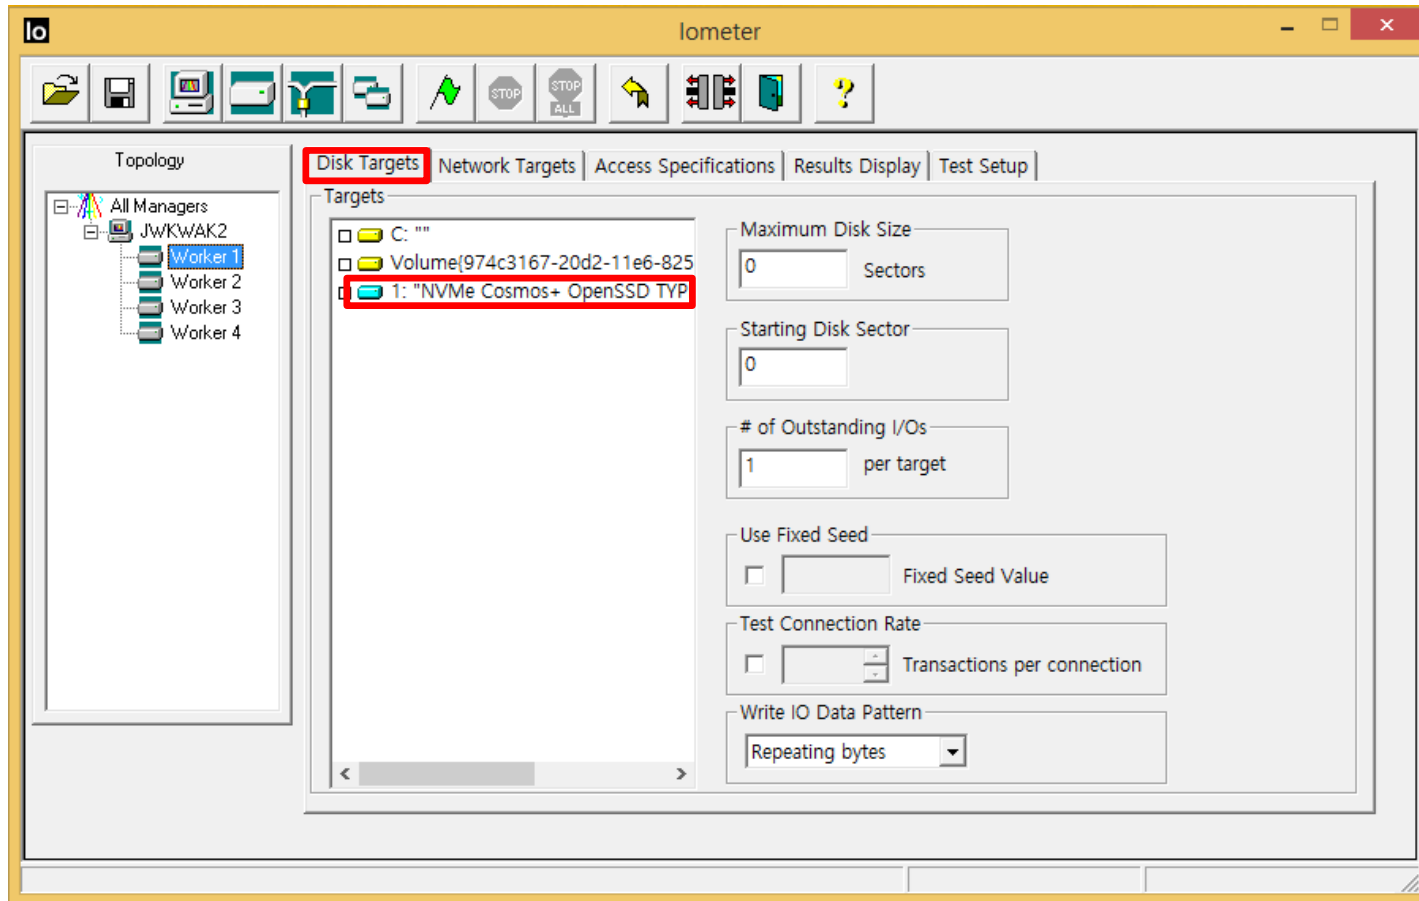 Io
Iometer
STOP
STOP
ALL
?
Topology
All Managers
JWKWAK2
Worker 1
Worker 2
Worker 3
Worker 4
Disk Targets
Network Targets
Access Specifications
Results Display
Test Setup
Targets
C: ""
Volume{974c3167-20d2-11e6-825
1: "NVMe Cosmos+ OpenSSD TYP
Maximum Disk Size
0 Sectors
Starting Disk Sector
0
# of Outstanding I/Os
1 per target
Use Fixed Seed
Fixed Seed Value
Test Connection Rate
Transactions per connection
Write IO Data Pattern
Repeating bytes